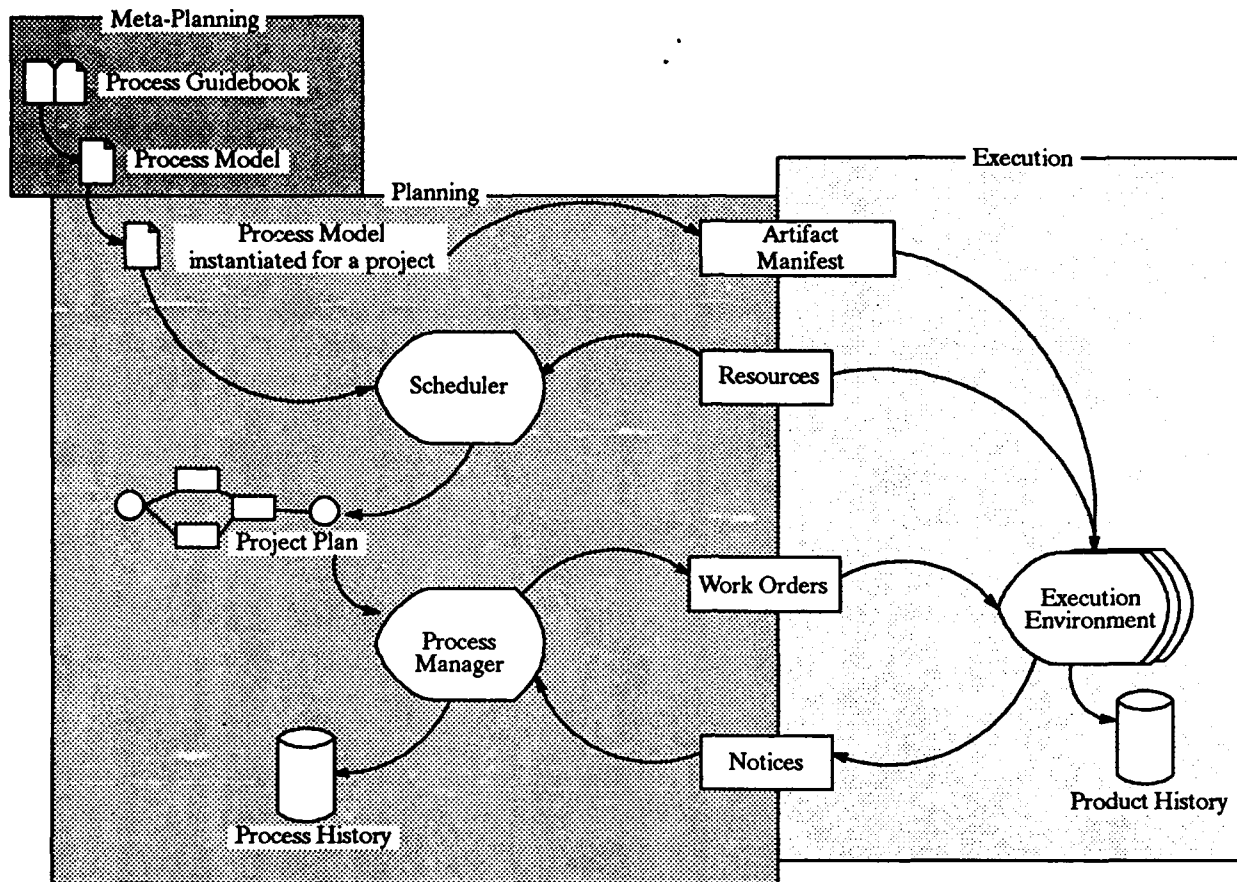 Meta-Planning
Process Guidebook
Process Model
Execution
Planning
Process Model
instantiated for a project
Artifact
Manifest
Scheduler
Resources
Project Plan
Work Orders
Execution
Environment
Process
Manager
Notices
Process History
Product History